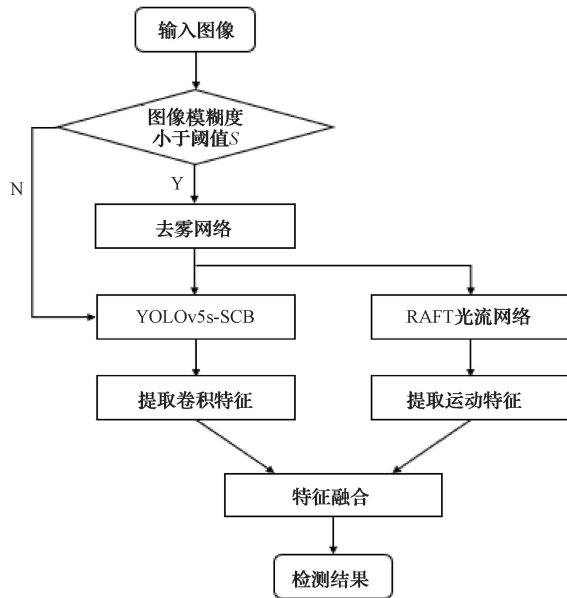 输入图像
图像模糊度
小于阈值S
N
Y
去雾网络
YOLOv5s-SCB
RAFT光流网络
提取卷积特征
提取运动特征
特征融合
检测结果